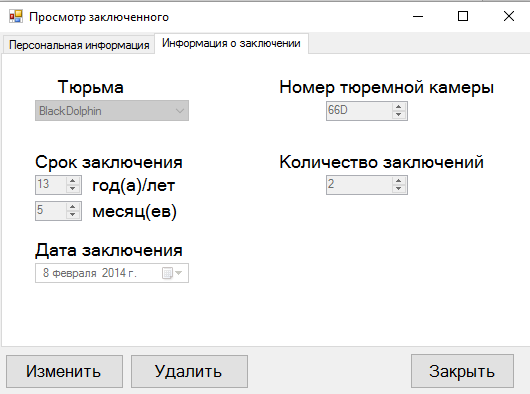 Просмотр заключенного
Персональная информация Информация о заключении
Тюрьма Номер тюремной камеры
BlackDolphin 66D
Срок заключения Количество заключений
13 год(а)/лет 2
5 месяц(ев)
Дата заключения
8 февраля 2014 г.
Изменить Удалить Закрыть